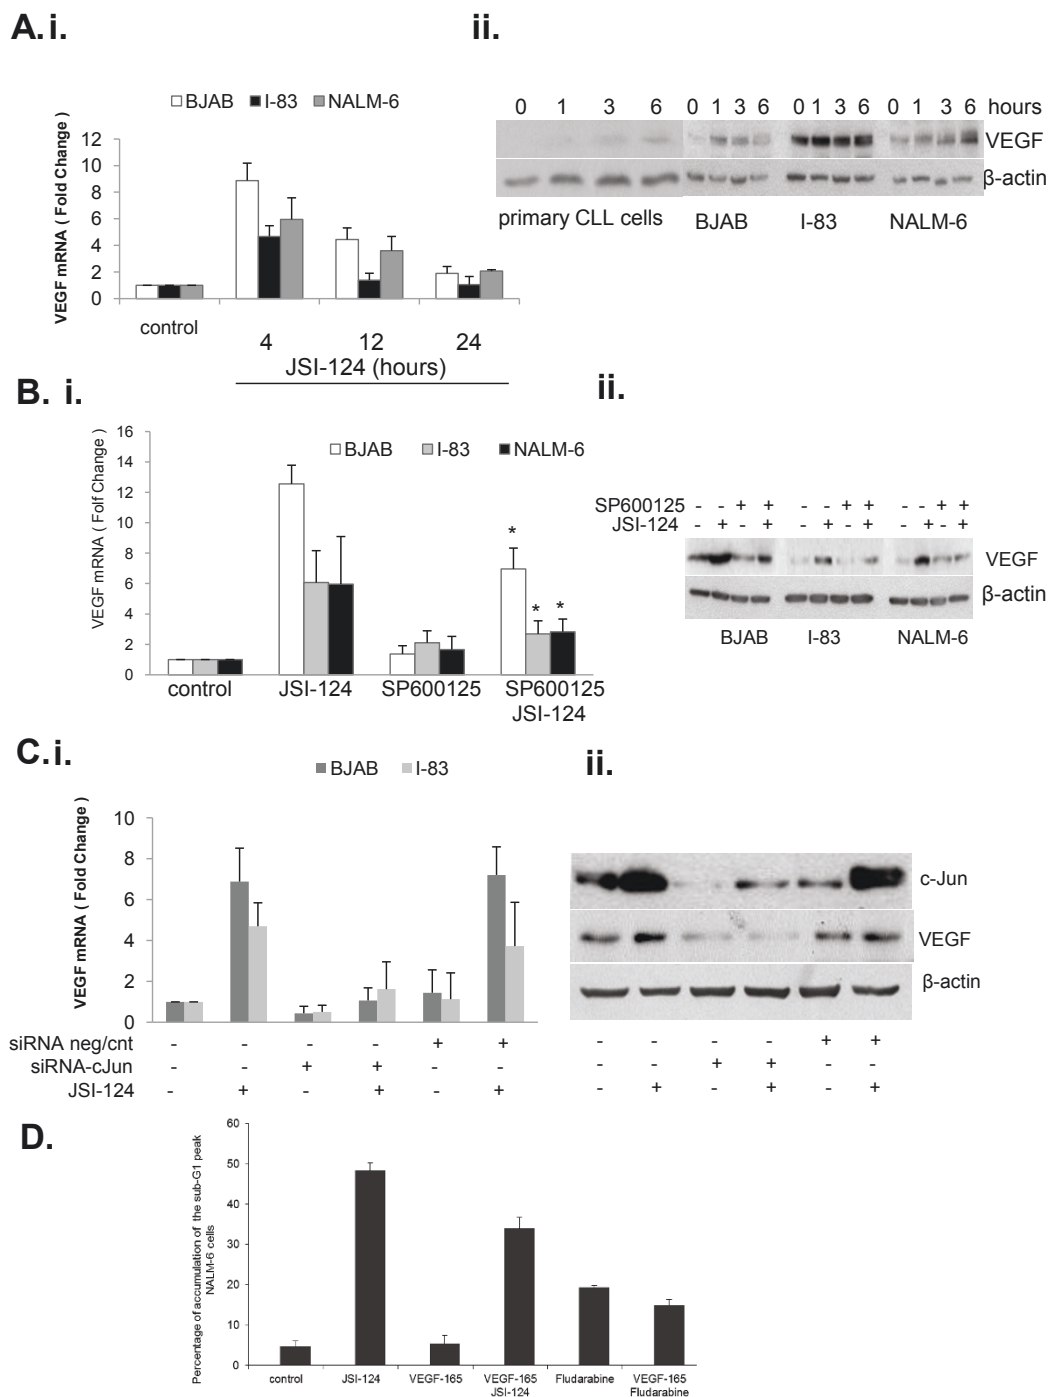 A. i.
ii.
BJAB I-83 NALM-6
VEGF mRNA ( Fold Change )
12
10
8
6
4
2
0
control
4 12 24
JSI-124 (hours)
0 1 3 6 0 1 3 6 0 1 3 6 0 1 3 6 hours
VEGF
β-actin
primary CLL cells BJAB I-83 NALM-6
B. i.
ii.
BJAB I-83 NALM-6
VEGF mRNA ( Folf Change )
16
14
12
10
8
6
4
2
0
*
* *
control JSI-124 SP600125 SP600125
JSI-124
SP600125 - - + + - - + + - - + +
JSI-124 - + - + - + - + - + - +
VEGF
β-actin
BJAB I-83 NALM-6
C. i.
ii.
BJAB I-83
VEGF mRNA ( Fold Change )
10
8
6
4
2
0
siRNA neg/cnt - - - - + +
siRNA-cJun - - + + - -
JSI-124 - + - + - +
c-Jun
VEGF
β-actin
- - - - + +
- - + + - -
- + - + - +
D.
Percentage of accumulation of the sub-G1 peak
NALM-6 cells
60
50
40
30
20
10
0
control JSI-124 VEGF-165 VEGF-165 Fludarabine VEGF-165
JSI-124 Fludarabine